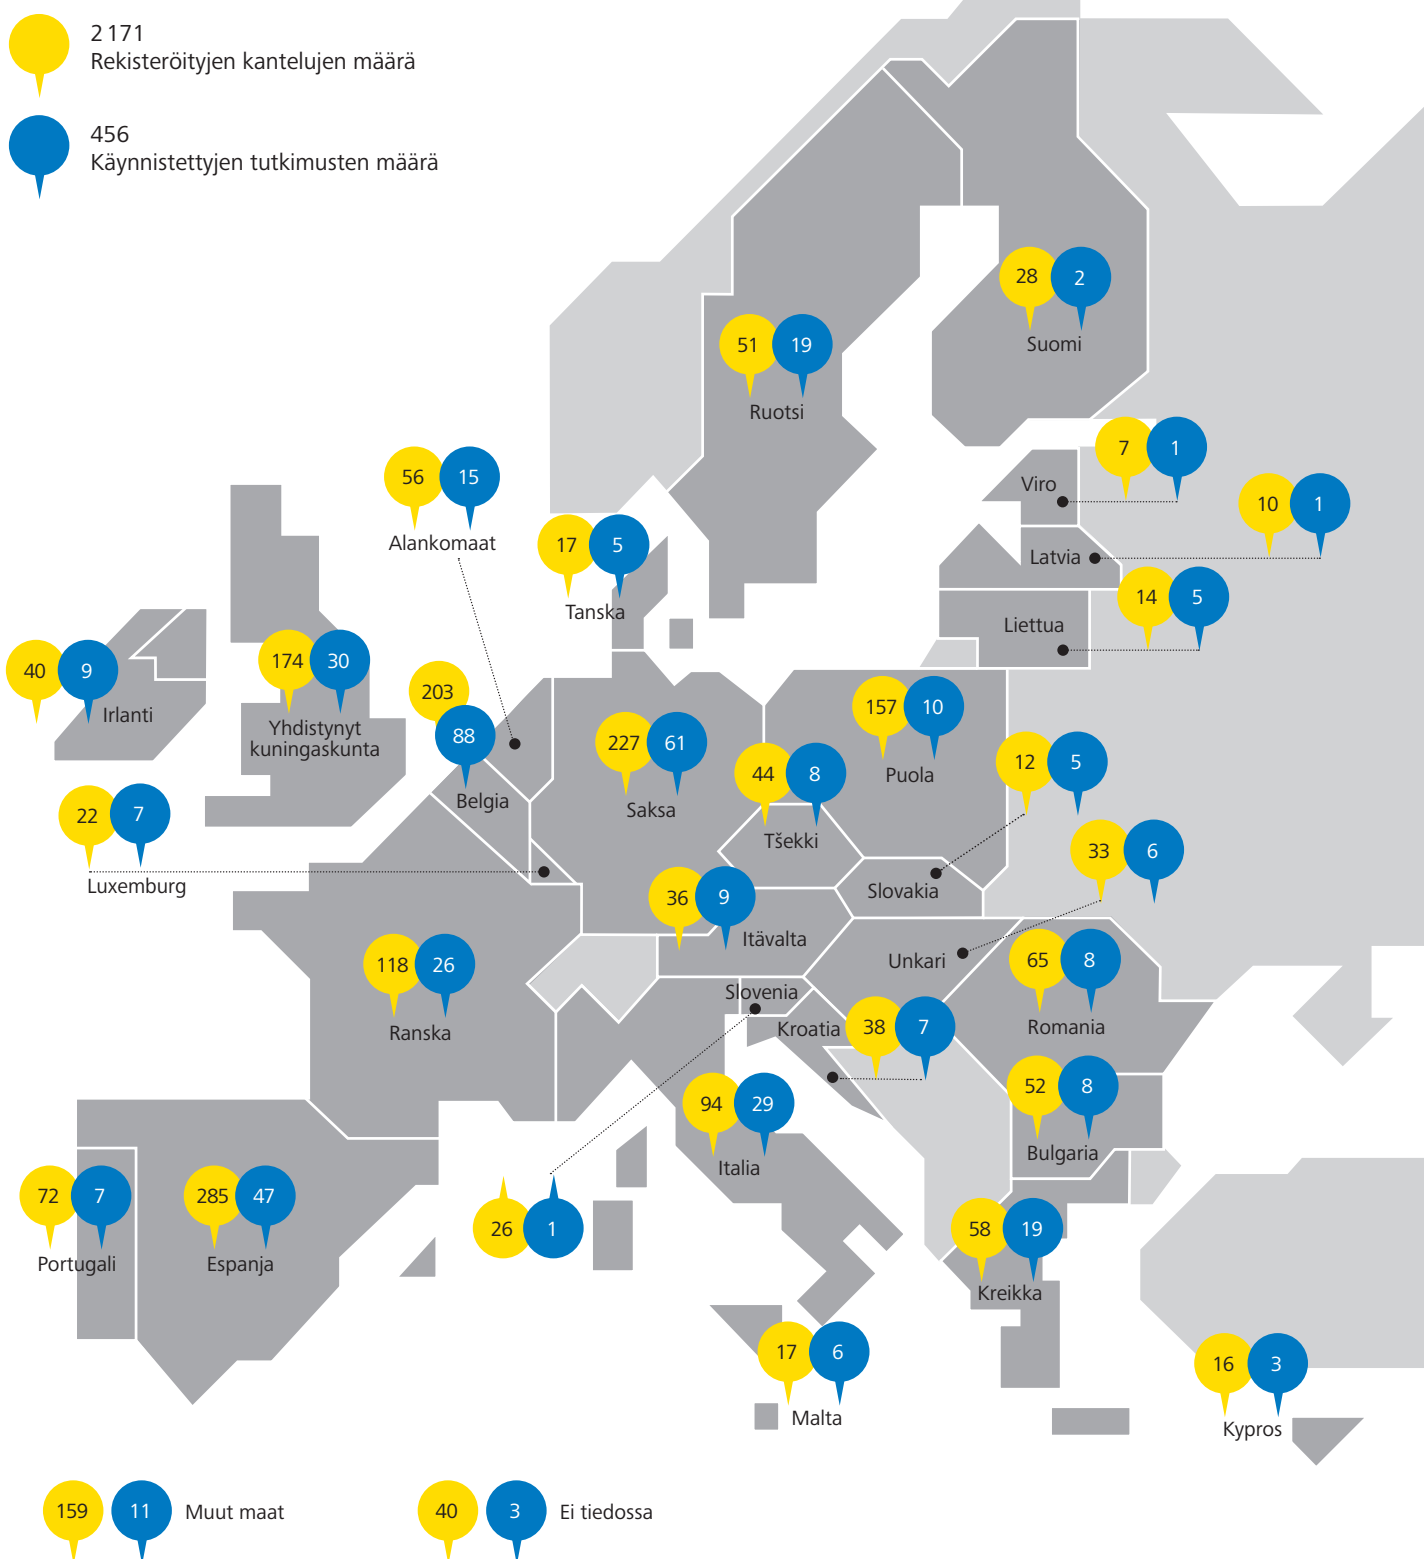 2 171
Rekisteröityjen kantelujen määrä
456
Käynnistettyjen tutkimusten määrä
28
2
Suomi
51
19
Ruotsi
7
1
Viro
56
15
Alankomaat
10
1
Latvia
17
5
Tanska
14
5
Liettua
40
9
Irlanti
174
30
Yhdistynyt
kuningaskunta
203
88
Belgia
227
61
Saksa
157
10
Puola
44
8
Tšekki
12
5
Slovakia
22
7
Luxemburg
33
6
Unkari
36
9
Itävalta
118
26
Ranska
65
8
Romania
Slovenia
Kroatia
38
7
52
8
Bulgaria
94
29
Italia
72
7
Portugali
285
47
Espanja
26
1
58
19
Kreikka
17
6
Malta
16
3
Kypros
159
11
Muut maat
40
3
Ei tiedossa